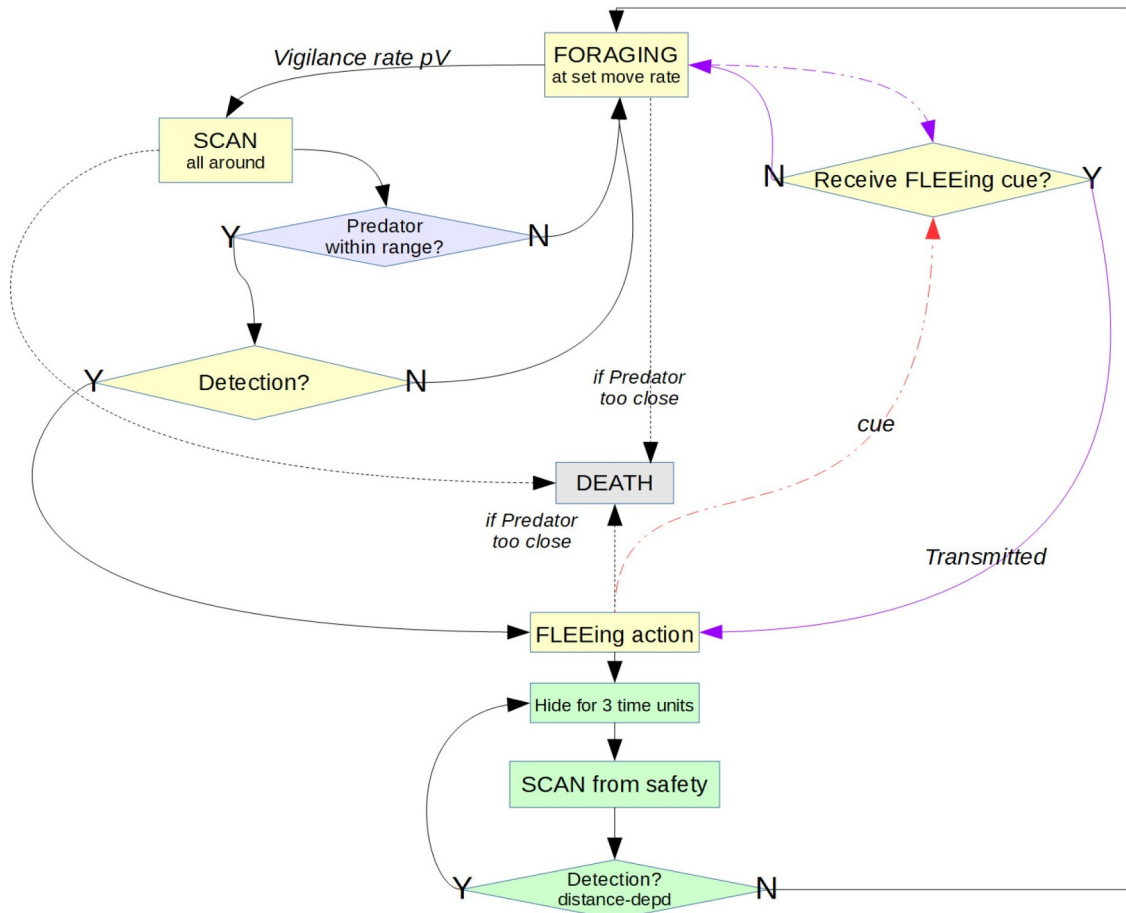 Vigilance rate pV
FORAGING
at set move rate
SCAN
all around
N
Receive FLEEing cue?
Y
Y
Predator
within range?
N
Y
Detection?
N
if Predator
too close
cue
DEATH
if Predator
too close
Transmitted
FLEEing action
Hide for 3 time units
SCAN from safety
Y
Detection?
distance-depd
N